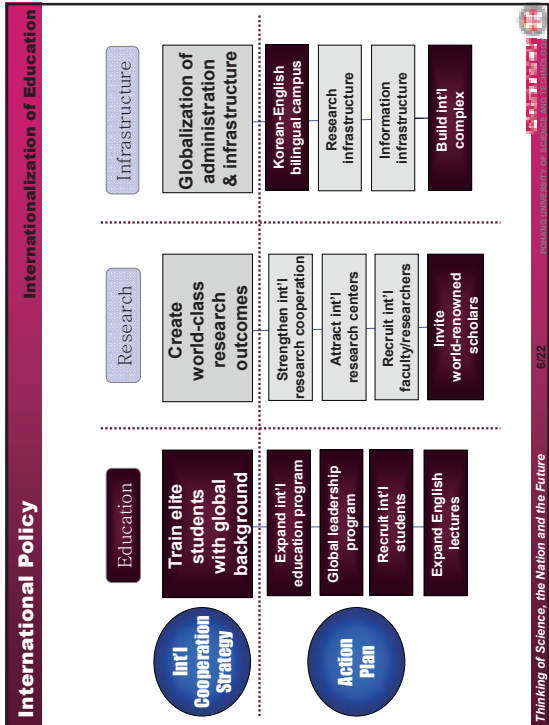 International Policy
Internationalization of Education
Education
Research
Infrastructure
Int'l
Cooperation
Strategy
Train elite
students
with global
background
Create
world-class
research
outcomes
Globalization of
administration
& infrastructure
Action
Plan
Expand int'l
education program
Global leadership
program
Recruit int'l
students
Expand English
lectures
Strengthen int'l
research cooperation
Attract int'l
research centers
Recruit int'l
faculty/researchers
Invite
world-renowned
scholars
Korean-English
bilingual campus
Research
infrastructure
Information
infrastructure
Build int'l
complex
Thinking of Science, the Nation and the Future
6/22
POHANG UNIVERSITY OF SCIENCE AND TECHNOLOGY